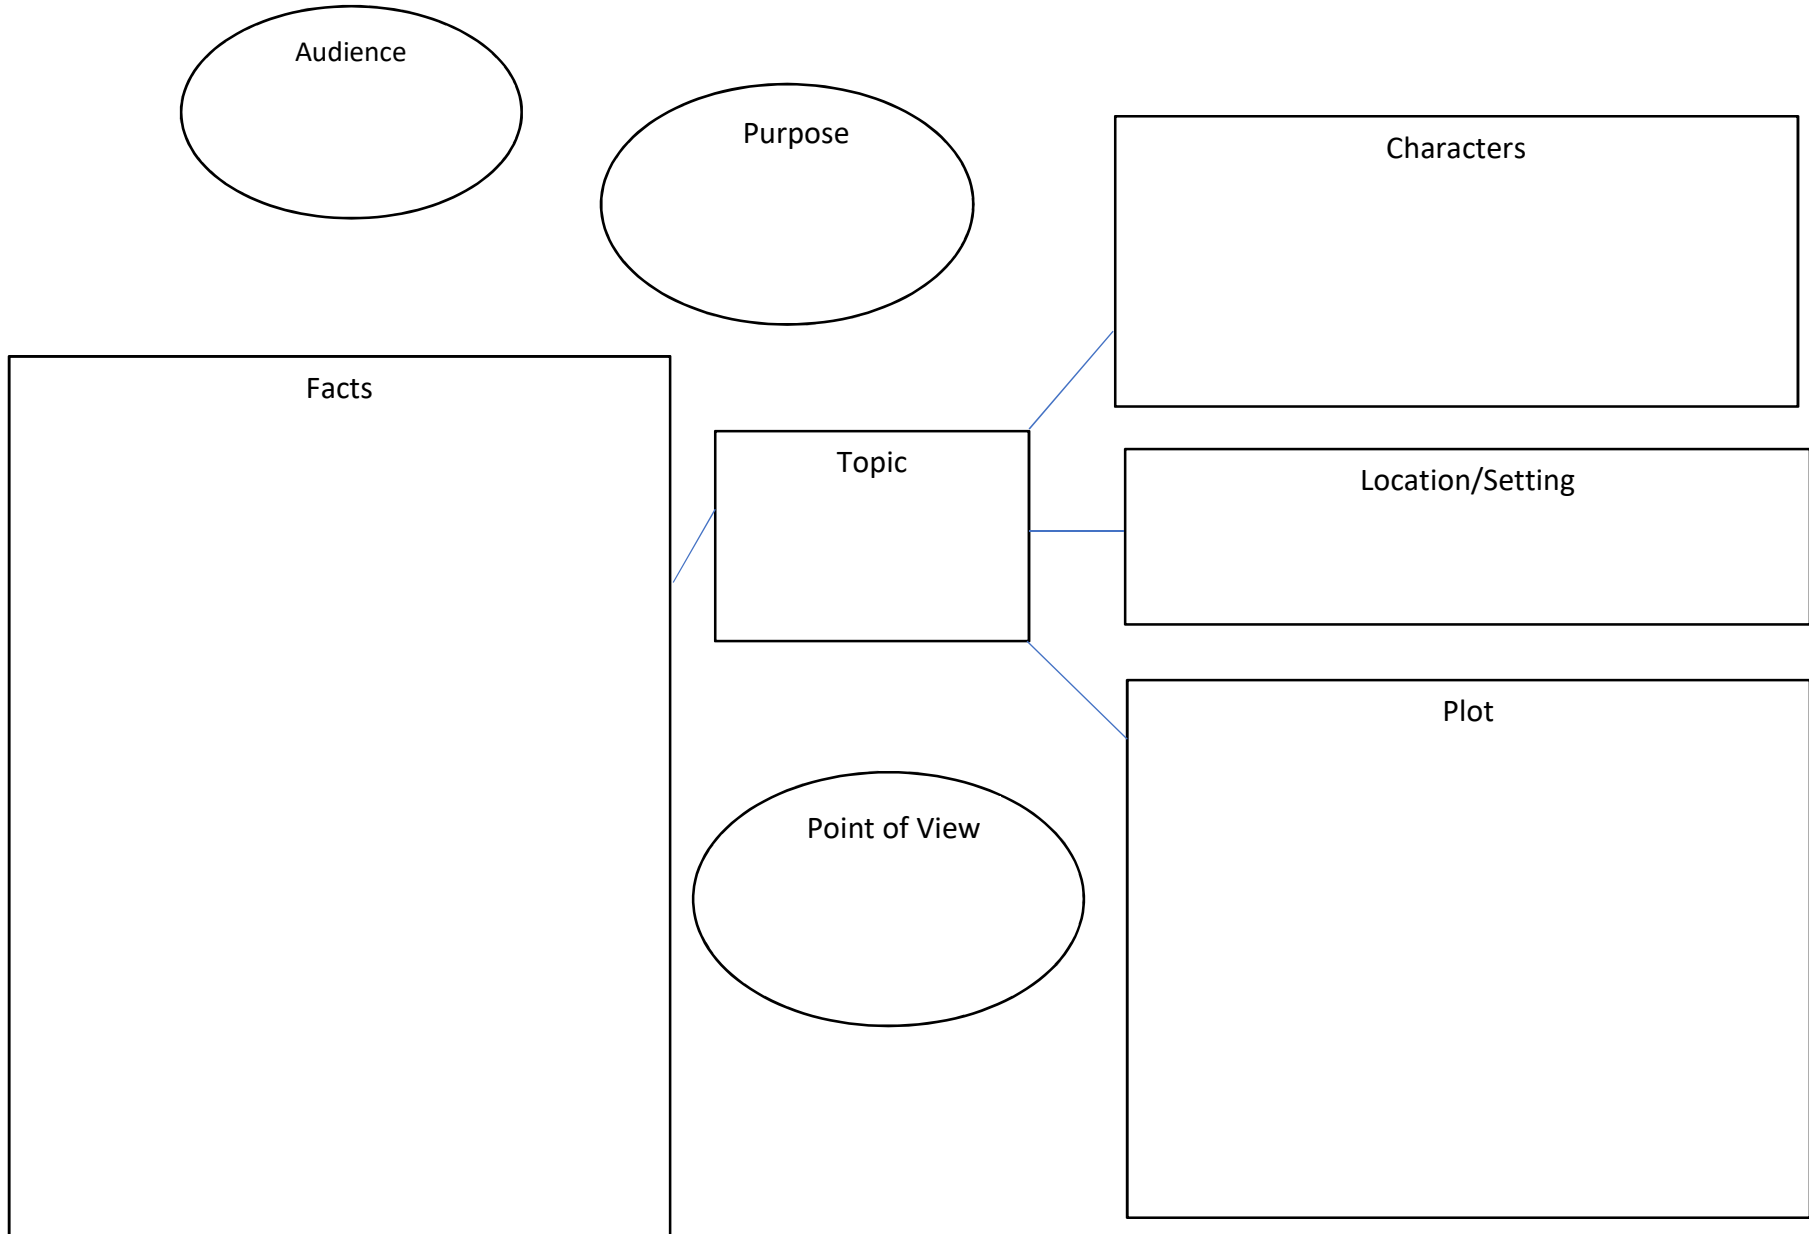 Audience
Purpose
Characters
Facts
Topic
Location/Setting
Plot
Point of View